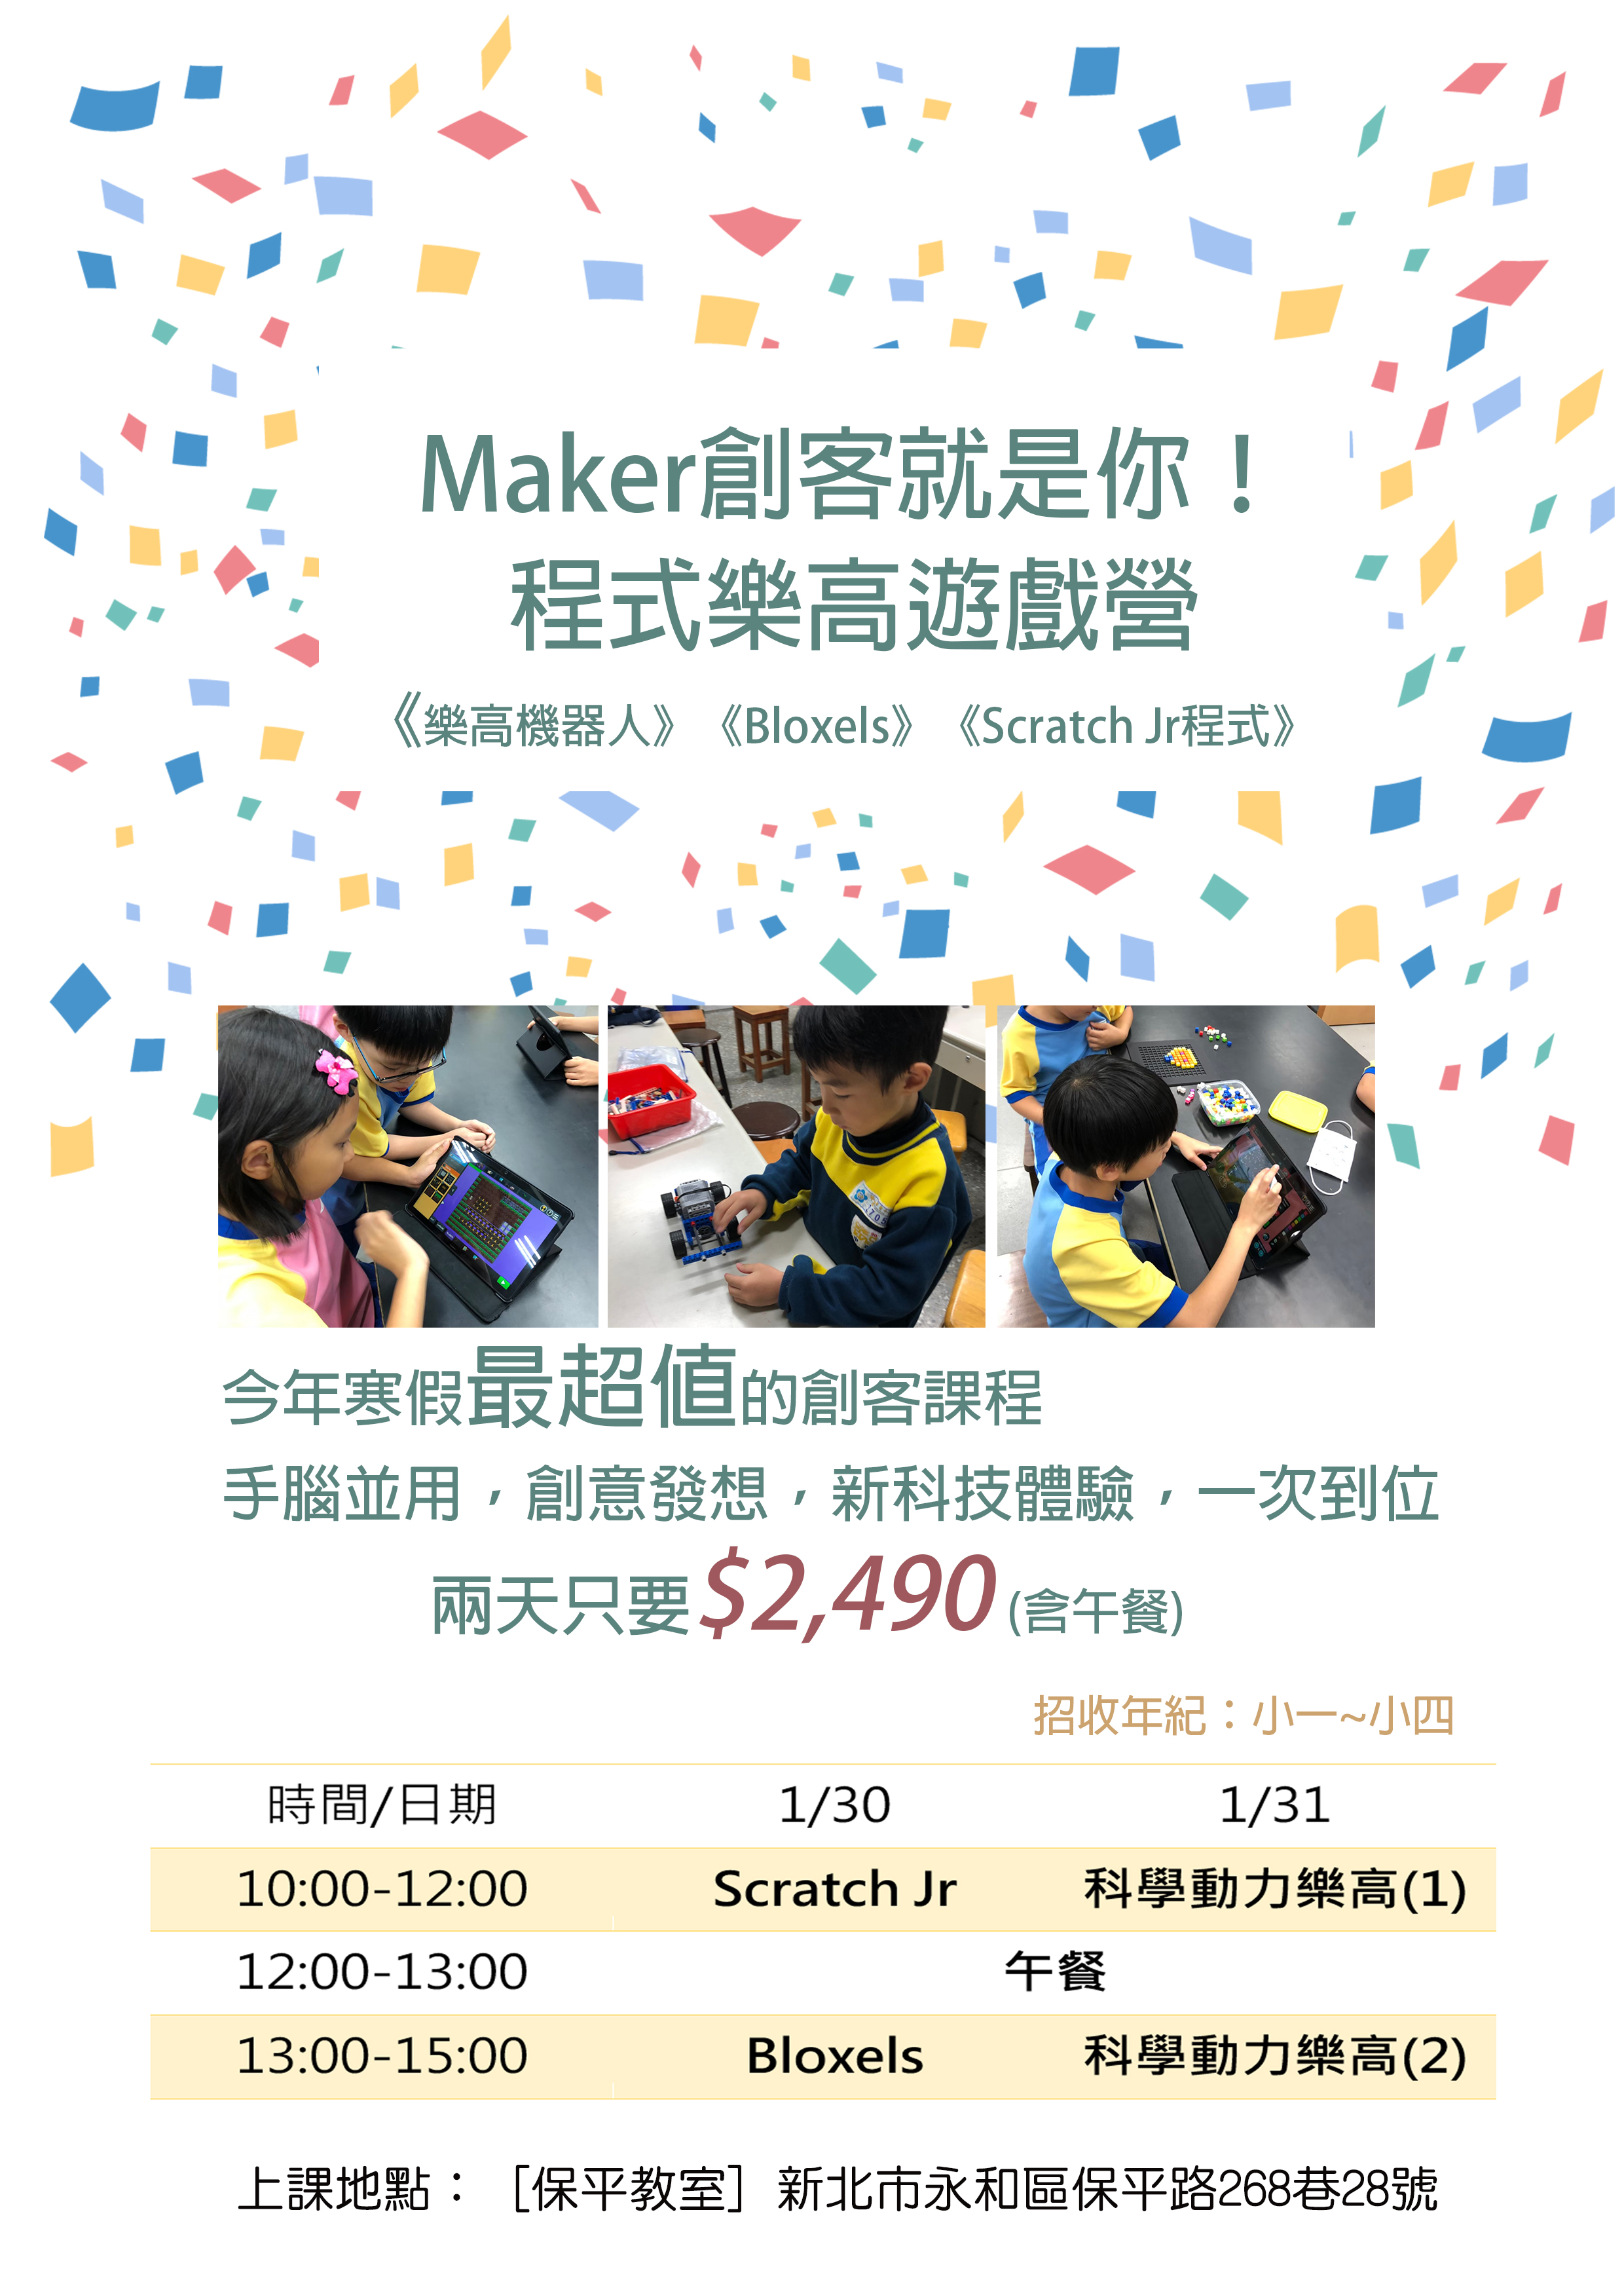 Maker創客就是你！
程式樂高遊戲營
《樂高機器人》《Bloxels》《Scratch Jr程式》
今年寒假最超值的創客課程
手腦並用，創意發想，新科技體驗，一次到位
兩天只要$2,490(含午餐)
招收年紀：小一~小四
時間/日期 1/30 1/31
10:00-12:00 Scratch Jr 科學動力樂高(1)
12:00-13:00 午餐
13:00-15:00 Bloxels 科學動力樂高(2)
上課地點：［保平教室］新北市永和區保平路268巷28號